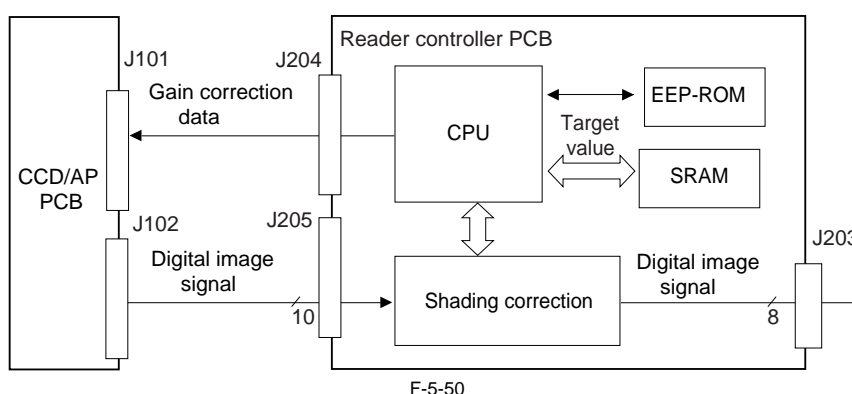 Reader controller PCB
J101
J204
Gain correction
data
CPU
EEP-ROM
Target
value
SRAM
CCD/AP
PCB
J102
J205
J203
Digital image
signal
10
Shading correction
Digital image
signal
8
F-5-50